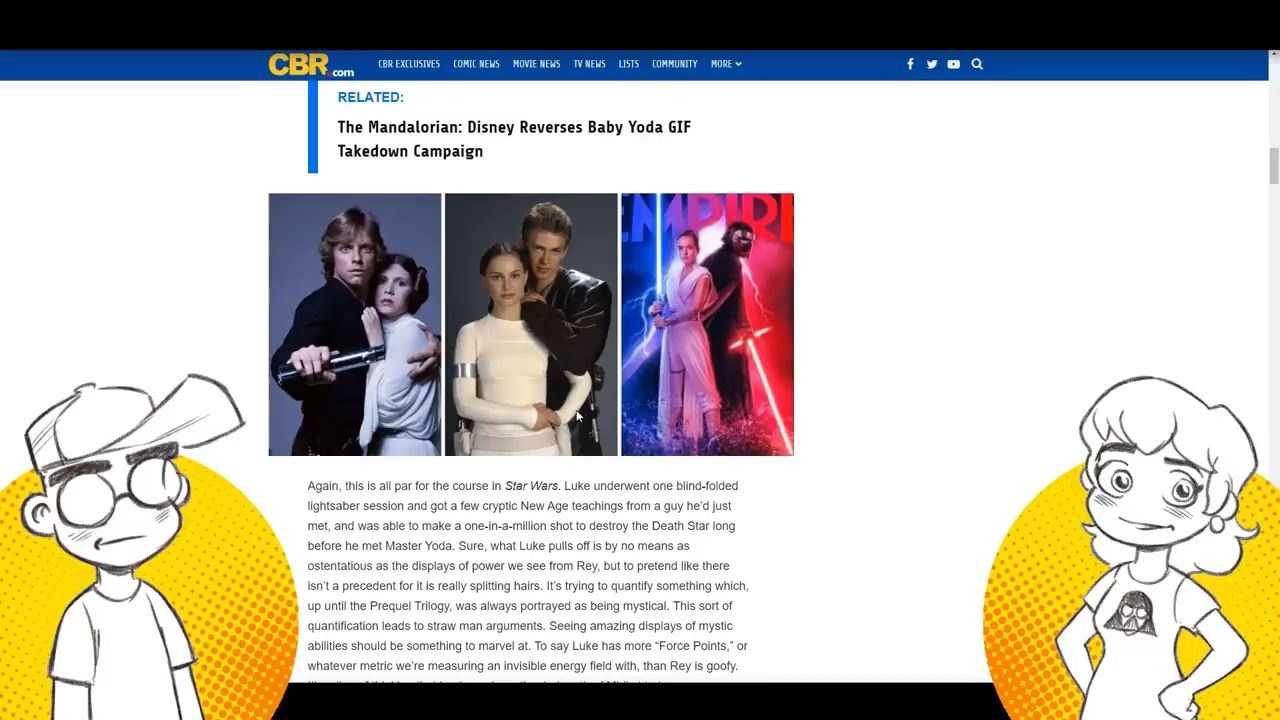 CBR.com CBR EXCLUSIVES COMIC NEWS MOVIE NEWS TV NEWS LISTS COMMUNITY MORE
RELATED:
The Mandalorian: Disney Reverses Baby Yoda GIF
Takedown Campaign
EMPIRE
Again, this is all par for the course in Star Wars. Luke underwent one blind-folded
lightsaber session and got a few cryptic New Age teachings from a guy he'd just
met, and was able to make a one-in-a-million shot to destroy the Death Star long
before he met Master Yoda. Sure, what Luke pulls off is by no means as
ostentatious as the displays of power we see from Rey, but to pretend like there
isn't a precedent for it is really splitting hairs. It's trying to quantify something which,
up until the Prequel Trilogy, was always portrayed as being mystical. This sort of
quantification leads to straw man arguments. Seeing amazing displays of mystic
abilities should be something to marvel at. To say Luke has more “Force Points,” or
whatever metric we're measuring an invisible energy field with, than Rey is goofy.